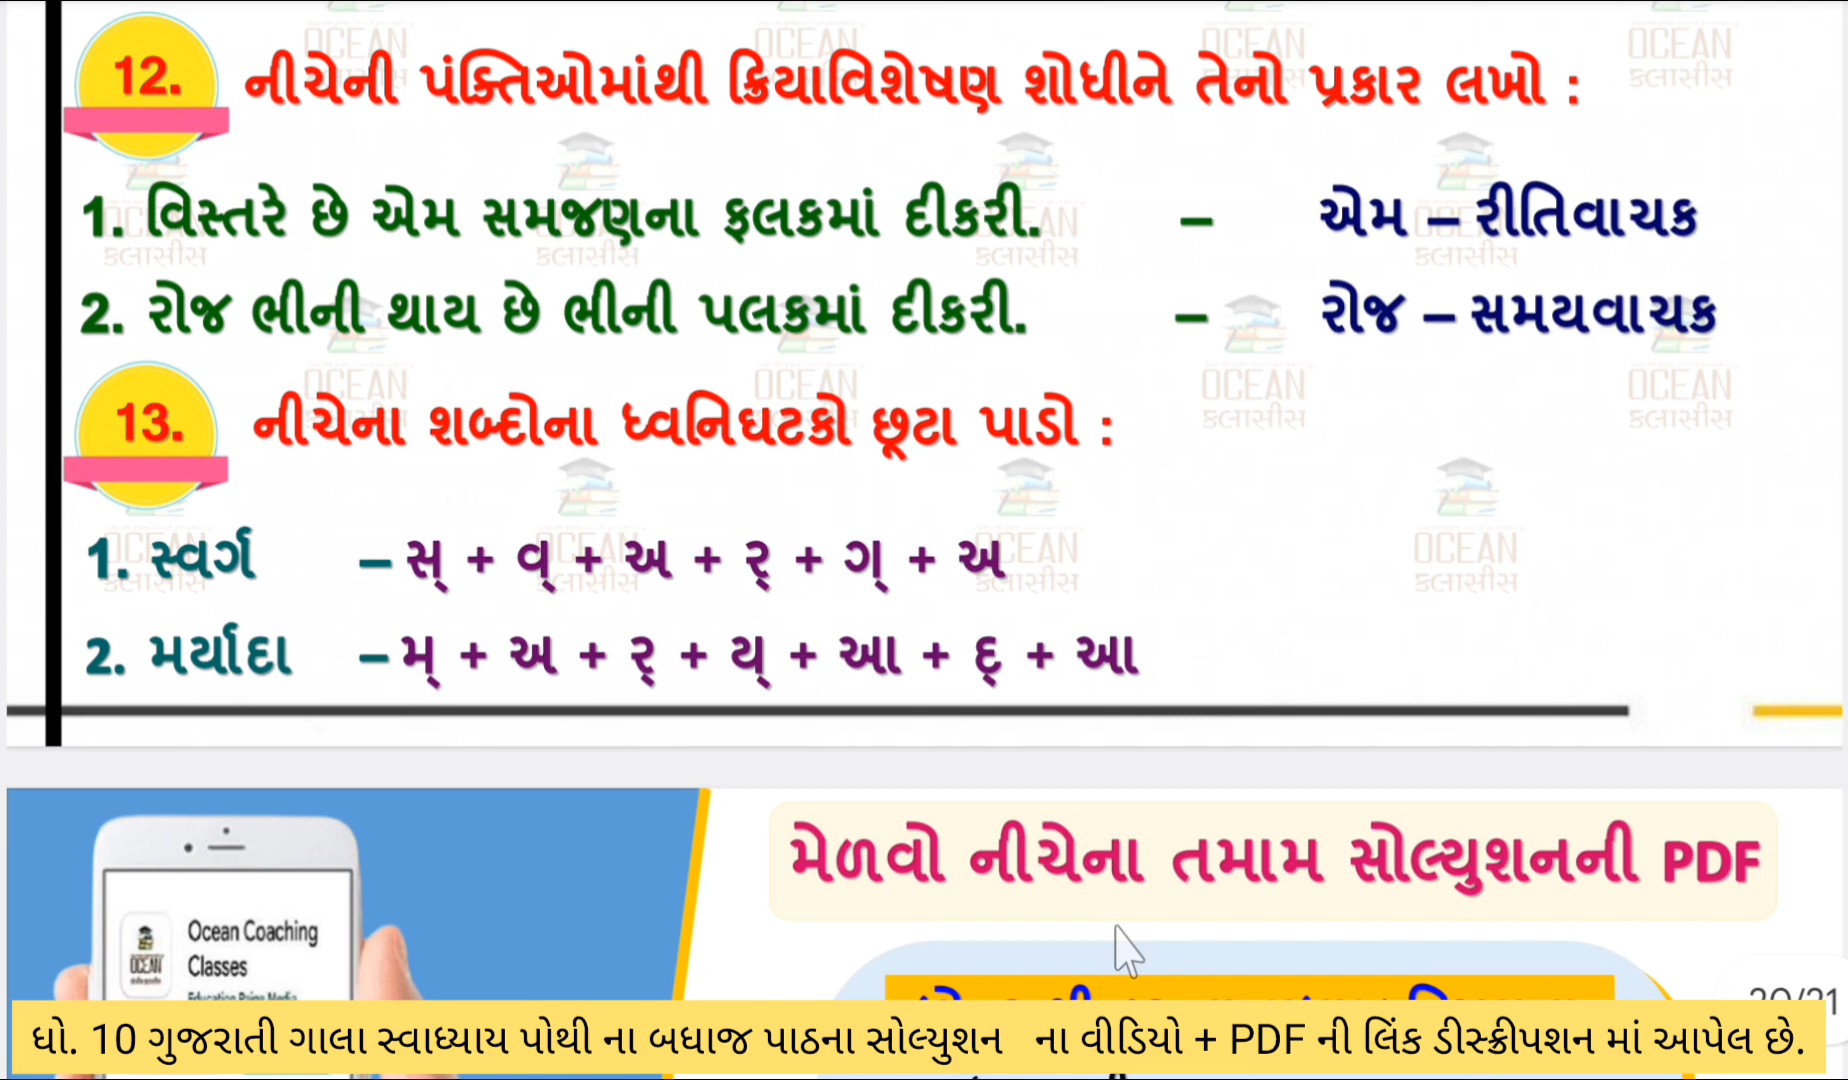 12. નીચેની પંક્તિઓમાંથી ક્રિયાવિશેષણ શોધીને તેનો પ્રકાર લખો :
1. વિસ્તરે છે એમ સમજણના ફલકમાં દીકરી. – એમ – રીતિવાચક
2. રોજ ભીની થાય છે ભીની પલકમાં દીકરી. – રોજ – સમયવાચક
13. નીચેના શબ્દોના ધ્વનિઘટકો છૂટા પાડો :
1. સ્વર્ગ – સ્ + વ્ + અ + ર્ + ગ્ + અ
2. મર્યાદા – મ્ + અ + ર્ + ય્ + આ + દ્ + આ
મેળવો નીચેના તમામ સોલ્યુશનની PDF
Ocean Coaching
Classes
OCEAN
ધો. 10 ગુજરાતી ગાલા સ્વાધ્યાય પોથી ના બધાજ પાઠના સોલ્યુશન ના વીડિયો + PDF ની લિંક ડીસ્ક્રીપશન માં આપેલ છે.
OCEAN
ક્લાસીસ